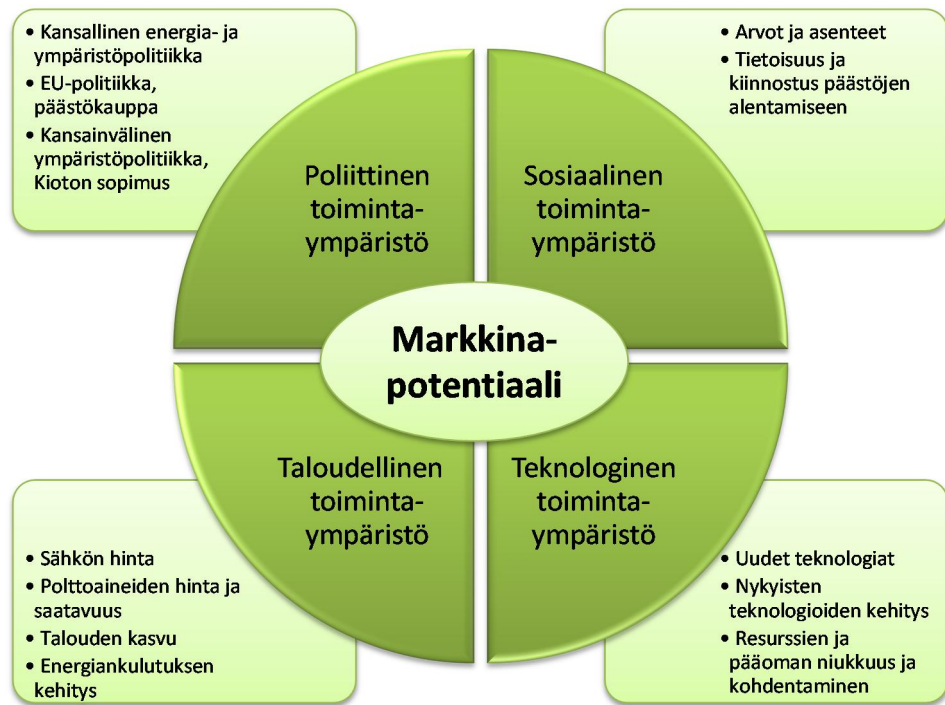 • Kansallinen energia- ja
ympäristöpolitiikka
• EU-politiikka,
päästökauppa
• Kansainvälinen
ympäristöpolitiikka,
Kioton sopimus
• Arvot ja asenteet
• Tietoisuus ja
kiinnostus päästöjen
alentamiseen
Poliittinen
toiminta-
ympäristö
Sosiaalinen
toiminta-
ympäristö
Markkina-
potentiaali
Taloudellinen
toiminta-
ympäristö
Teknologinen
toiminta-
ympäristö
• Sähkön hinta
• Polttoaineiden hinta ja
saatavuus
• Talouden kasvu
• Energiankulutuksen
kehitys
• Uudet teknologiat
• Nykyisten
teknologioiden kehitys
• Resurssien ja
pääoman niukkuus ja
kohdentaminen